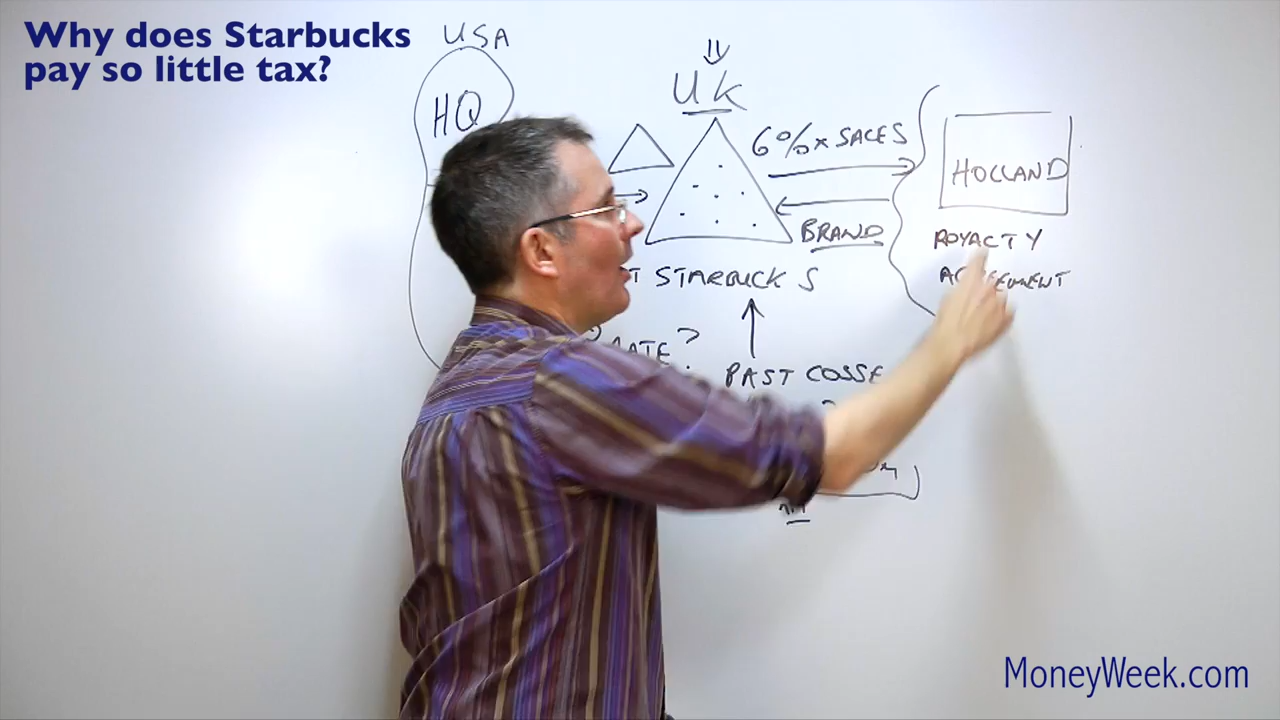 Why does Starbucks
pay so little tax?
USA
HQ
UK
6% x SALES
HOLLAND
BRAND
ROYALTY
STARBUCKS
PAST LOSSE
MoneyWeek.com